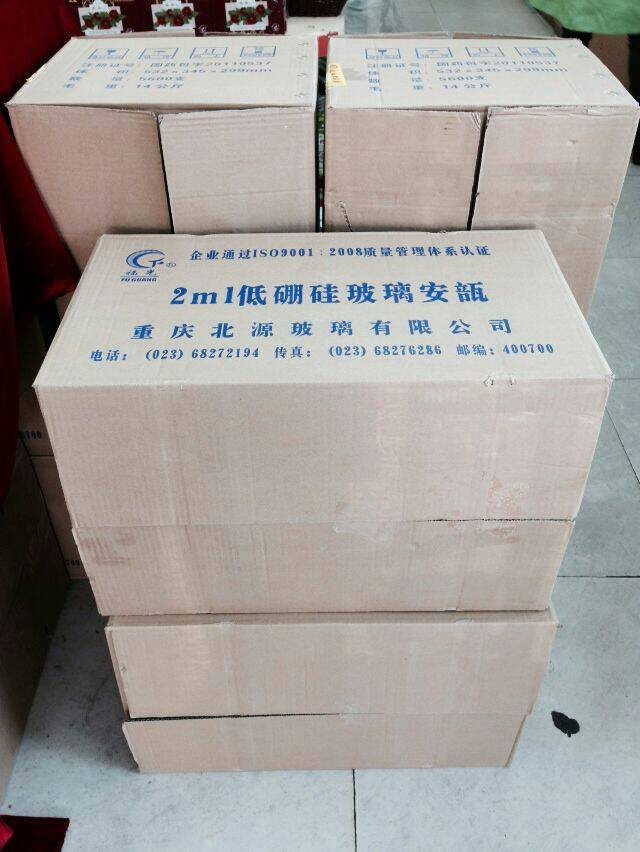 注册证号：国药包字20110537
体　积：532×345×299mm
数　量：5600支
毛　重：14公斤
注册证号：国药包字20110537
体　积：532×345×299mm
数　量：5600支
毛　重：14公斤
企业通过ISO9001：2008质量管理体系认证
YUGUANG
®
2ml低硼硅玻璃安瓿
重庆北源玻璃有限公司
电话：(023) 68272194 传真：(023) 68276286 邮编：400700